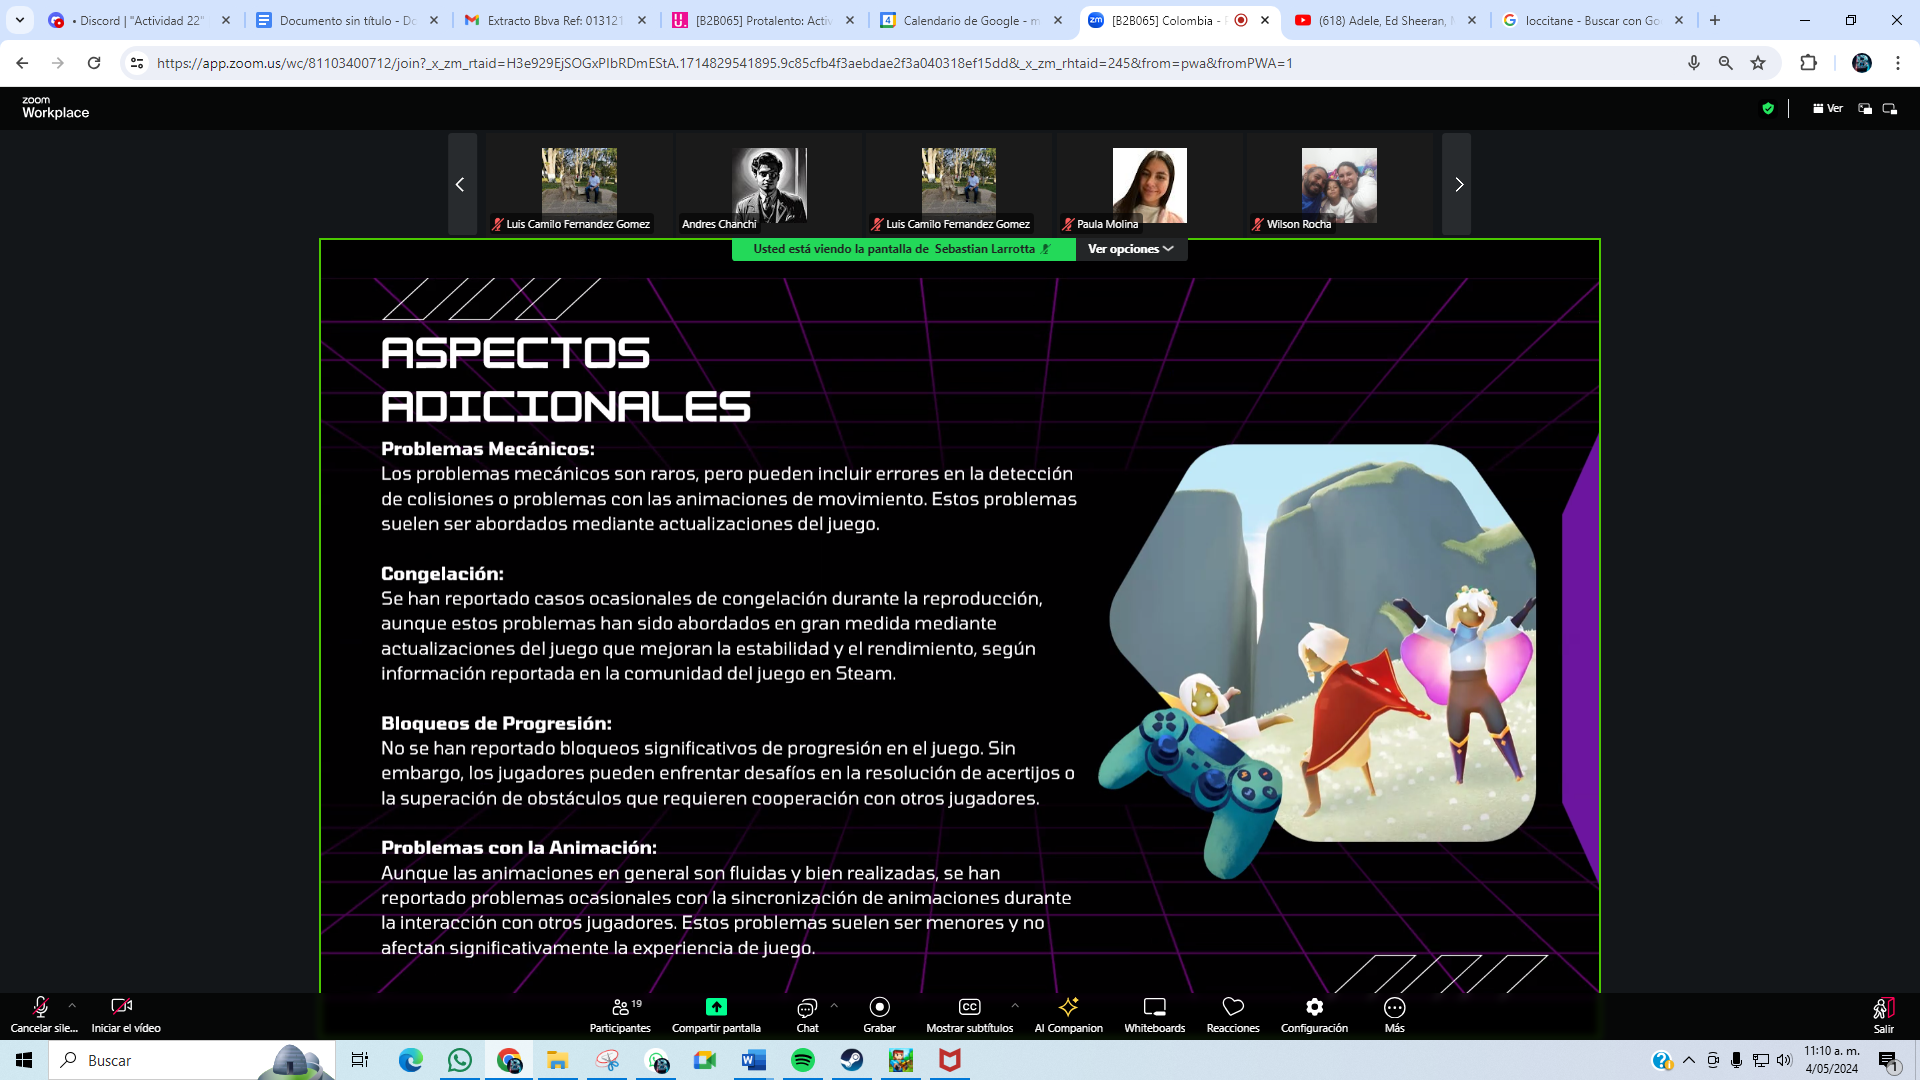 • Discord | "Actividad 22"
Documento sin título - Do
Extracto Bbva Ref: 013121
[B2B065] Protalento: Activ
Calendario de Google - m
[B2B065] Colombia -
(618) Adele, Ed Sheeran,
loccitane - Buscar con Go
https://app.zoom.us/wc/81103400712/join?_x_zm_rtaid=H3e929EjSOGxPIbRDmEStA.1714829541895.9c85cfb4f3aebdae2f3a040318ef15dd&_x_zm_rhtaid=245&from=pwa&fromPWA=1
zoom
Workplace
Ver
Luis Camilo Fernandez Gomez
Andres Chanchi
Luis Camilo Fernandez Gomez
Paula Molina
Wilson Rocha
Usted está viendo la pantalla de Sebastian Larrotta
Ver opciones
ASPECTOS
ADICIONALES
Problemas Mecánicos:
Los problemas mecánicos son raros, pero pueden incluir errores en la detección
de colisiones o problemas con las animaciones de movimiento. Estos problemas
suelen ser abordados mediante actualizaciones del juego.
Congelación:
Se han reportado casos ocasionales de congelación durante la reproducción,
aunque estos problemas han sido abordados en gran medida mediante
actualizaciones del juego que mejoran la estabilidad y el rendimiento, según
información reportada en la comunidad del juego en Steam.
Bloqueos de Progresión:
No se han reportado bloqueos significativos de progresión en el juego. Sin
embargo, los jugadores pueden enfrentar desafíos en la resolución de acertijos o
la superación de obstáculos que requieren cooperación con otros jugadores.
Problemas con la Animación:
Aunque las animaciones en general son fluidas y bien realizadas, se han
reportado problemas ocasionales con la sincronización de animaciones durante
la interacción con otros jugadores. Estos problemas suelen ser menores y no
afectan significativamente la experiencia de juego.
Cancelar sile...
Iniciar el vídeo
19
Participantes
Compartir pantalla
Chat
Grabar
CC
Mostrar subtítulos
AI Companion
Whiteboards
Reacciones
Configuración
Más
Salir
Buscar
11:10 a. m.
4/05/2024
1